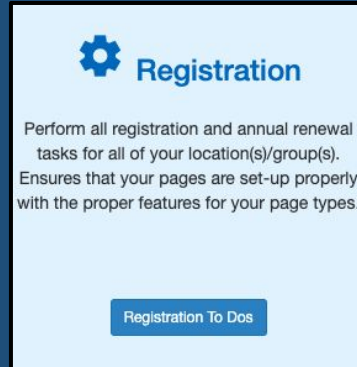 Registration
Perform all registration and annual renewal
tasks for all of your location(s)/group(s).
Ensures that your pages are set-up properly
with the proper features for your page types.
Registration To Dos